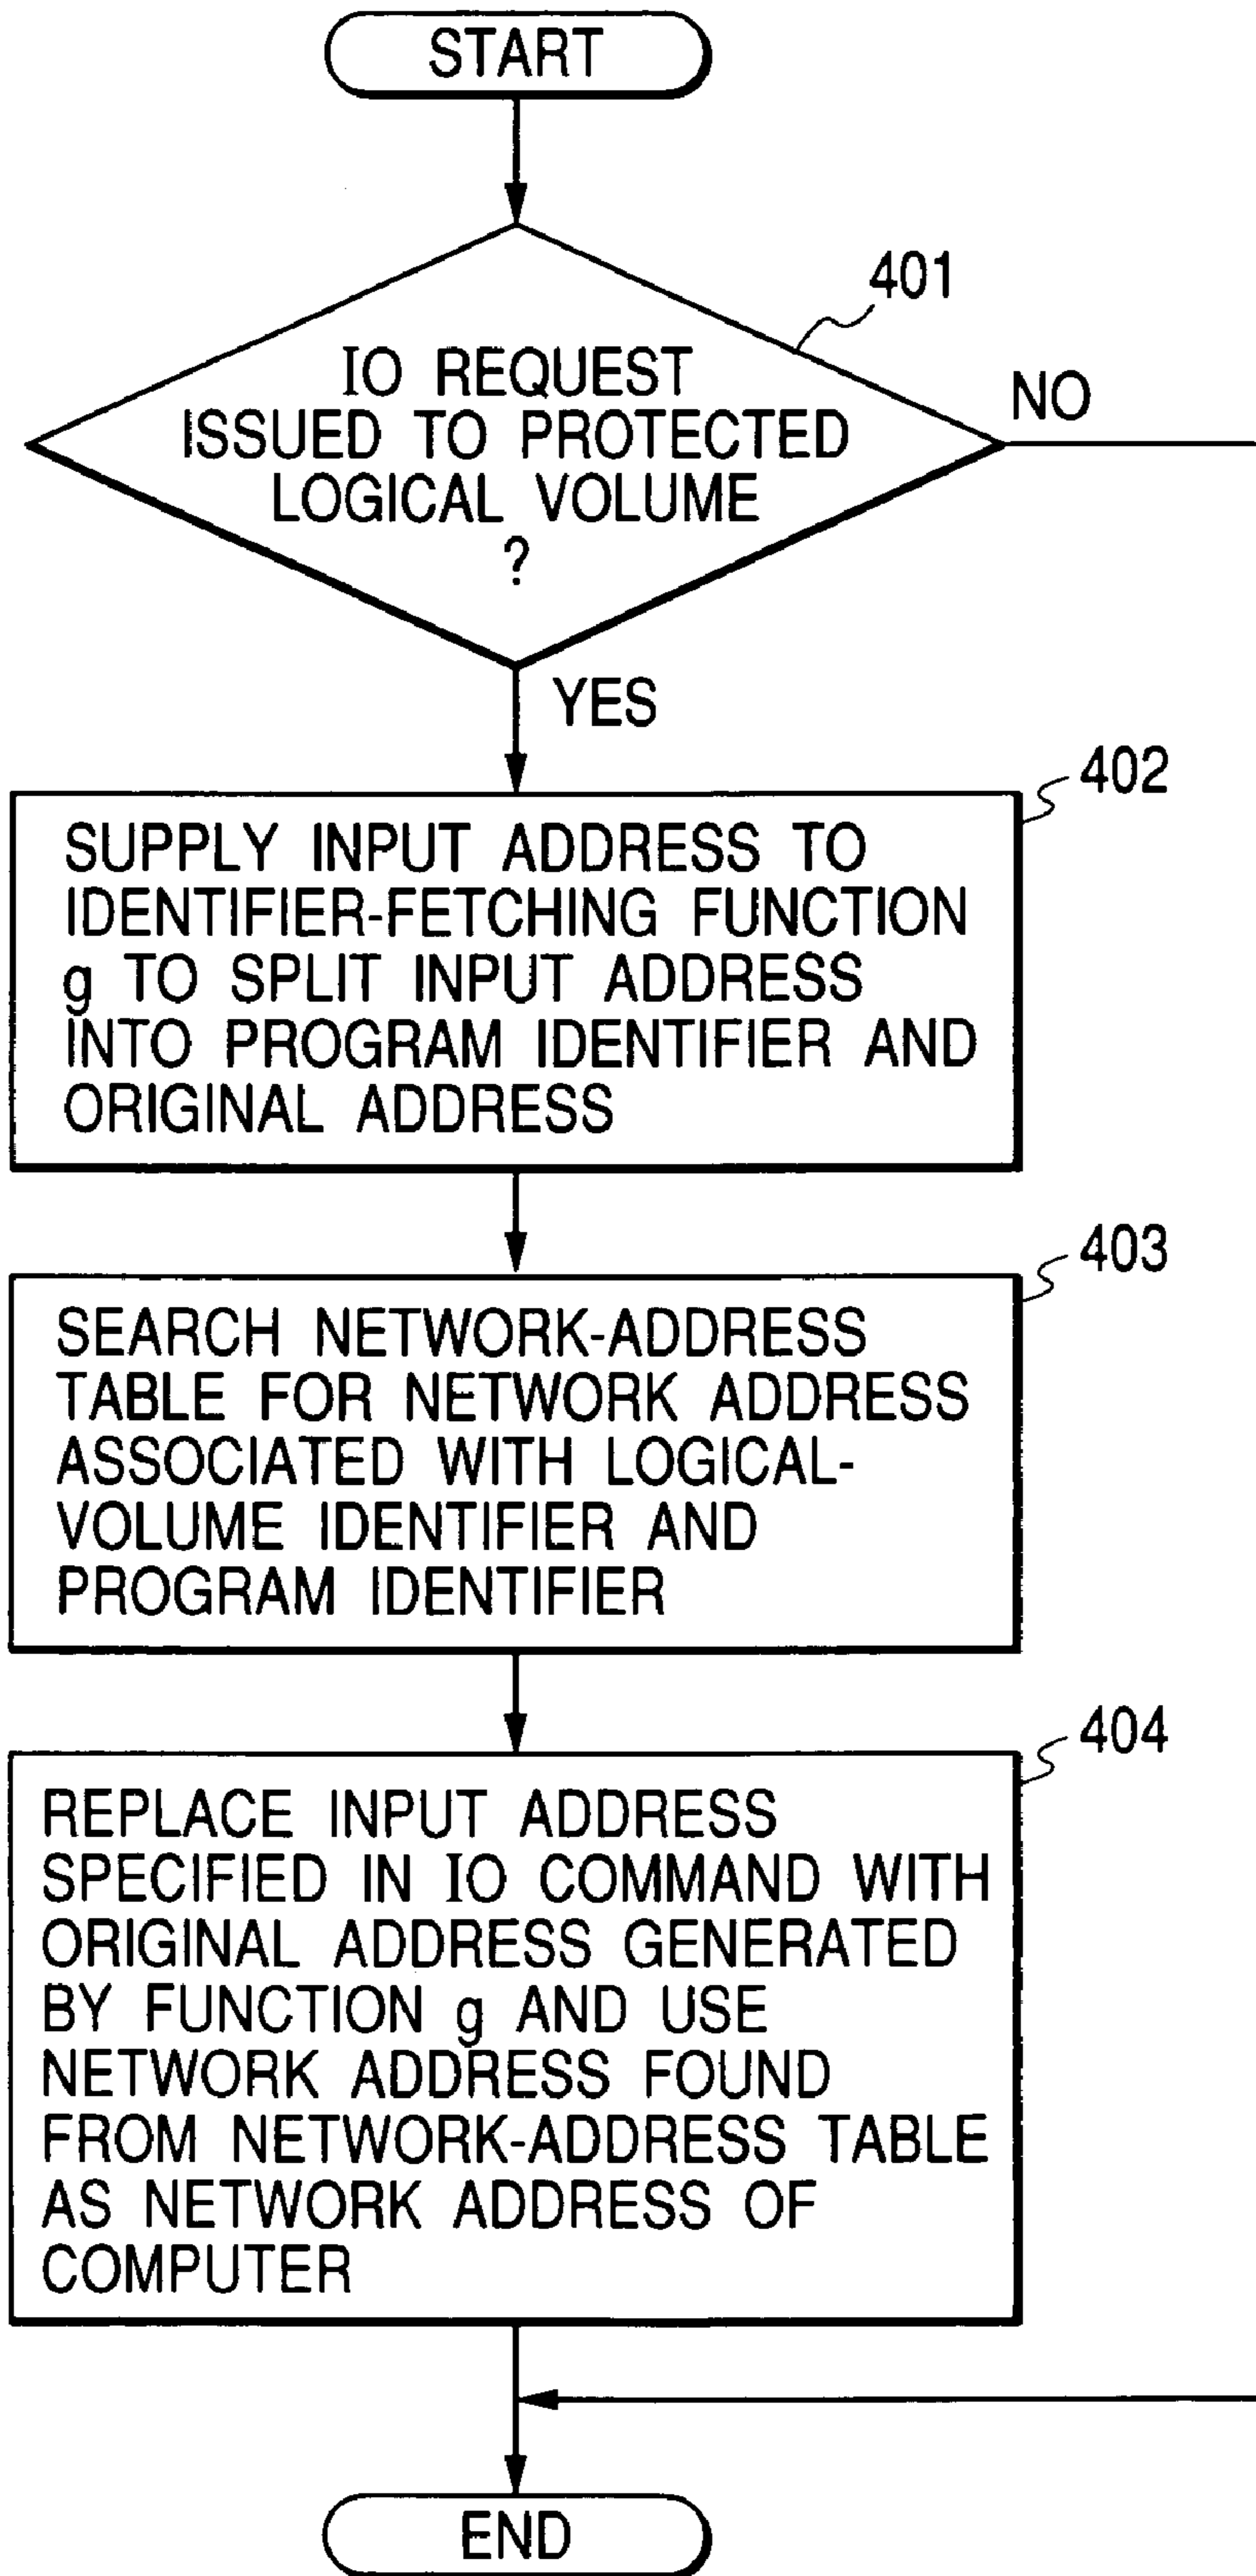 START
401
IO REQUEST
ISSUED TO PROTECTED
LOGICAL VOLUME
?
NO
YES
402
SUPPLY INPUT ADDRESS TO
IDENTIFIER-FETCHING FUNCTION
g TO SPLIT INPUT ADDRESS
INTO PROGRAM IDENTIFIER AND
ORIGINAL ADDRESS
403
SEARCH NETWORK-ADDRESS
TABLE FOR NETWORK ADDRESS
ASSOCIATED WITH LOGICAL-
VOLUME IDENTIFIER AND
PROGRAM IDENTIFIER
404
REPLACE INPUT ADDRESS
SPECIFIED IN IO COMMAND WITH
ORIGINAL ADDRESS GENERATED
BY FUNCTION g AND USE
NETWORK ADDRESS FOUND
FROM NETWORK-ADDRESS TABLE
AS NETWORK ADDRESS OF
COMPUTER
END